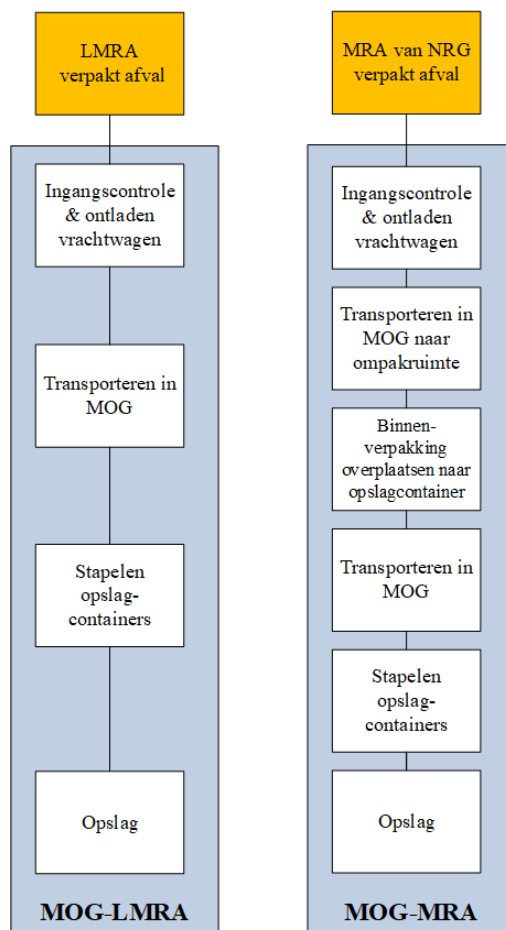 LMRA
verpakt afval
Ingangscontrole
& ontladen
vrachtwagen
Transporteren in
MOG
Stapelen
opslag-
containers
Opslag
MOG-LMRA
MRA van NRG
verpakt afval
Ingangscontrole
& ontladen
vrachtwagen
Transporteren in
MOG naar
ompakruimte
Binnen-
verpakking
overplaatsen naar
opslagcontainer
Transporteren in
MOG
Stapelen
opslag-
containers
Opslag
MOG-MRA